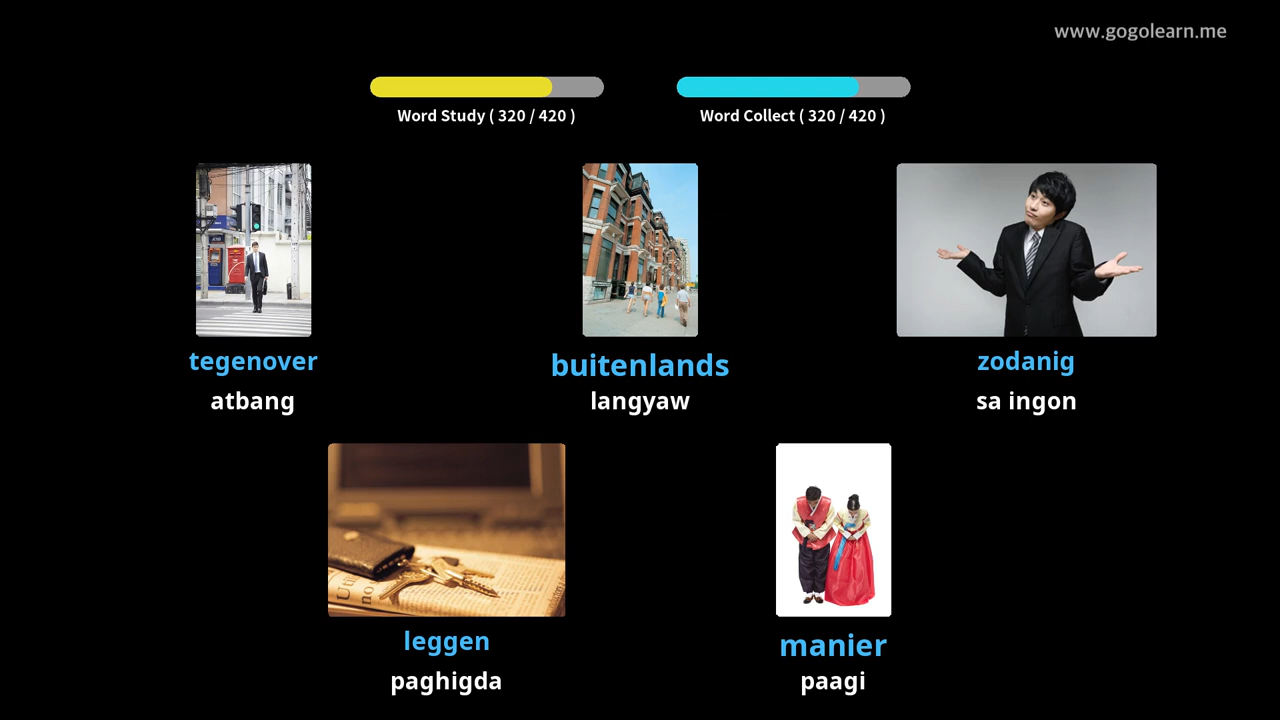 www.gogolearn.me
Word Study ( 320 / 420 )
Word Collect ( 320 / 420 )
tegenover
atbang
buitenlands
langyaw
zodanig
sa ingon
leggen
paghigda
manier
paagi